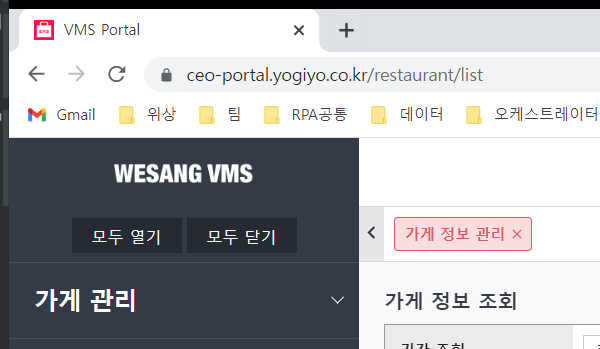 VMS Portal
ceo-portal.yogiyo.co.kr/restaurant/list
Gmail 위상 팀 RPA공통 데이터 오케스트레이터
WESANG VMS
모두 열기 모두 닫기
가게 정보 관리
가게 관리
가게 정보 조회